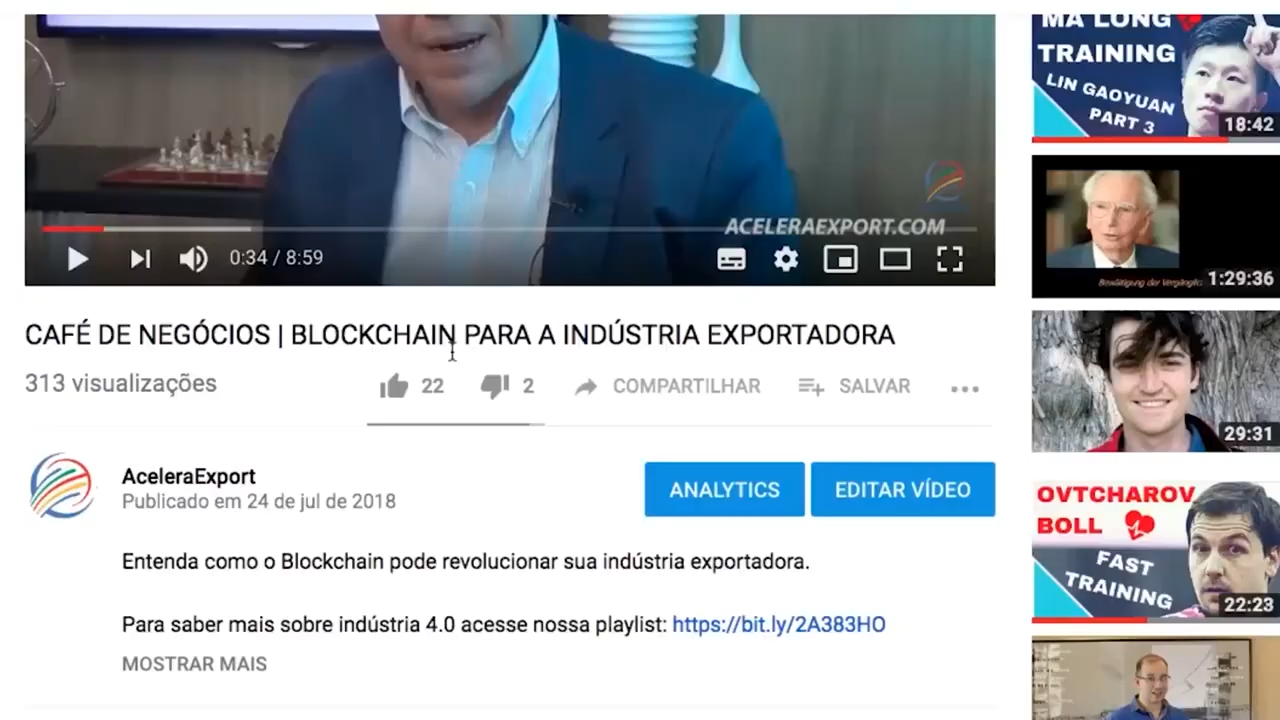 ACELERAEXPORT.COM
0:34 / 8:59
CAFÉ DE NEGÓCIOS | BLOCKCHAIN PARA A INDÚSTRIA EXPORTADORA
313 visualizações
22
2
COMPARTILHAR
SALVAR
AceleraExport
Publicado em 24 de jul de 2018
ANALYTICS
EDITAR VÍDEO
Entenda como o Blockchain pode revolucionar sua indústria exportadora.
Para saber mais sobre indústria 4.0 acesse nossa playlist: https://bit.ly/2A383HO
MOSTRAR MAIS
MA LONG
TRAINING
LIN GAOYUAN
PART 3
18:42
Bewältigung der
1:29:36
29:31
OVTCHAROV
BOLL
FAST
TRAINING
22:23